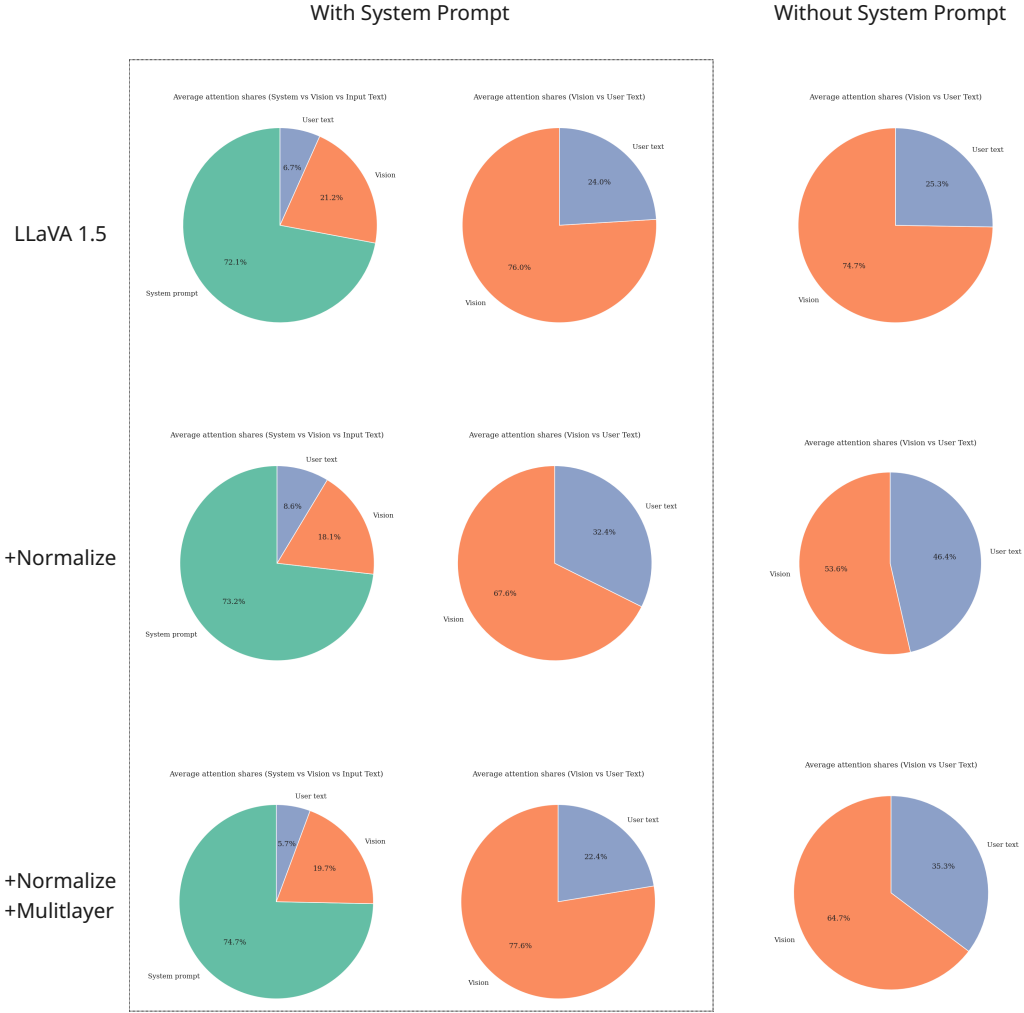 With System Prompt
Without System Prompt
LLaVA 1.5
Average attention shares (System vs Vision vs Input Text)
User text
6.7%
Vision
21.2%
72.1%
System prompt
Average attention shares (Vision vs User Text)
User text
24.0%
76.0%
Vision
Average attention shares (Vision vs User Text)
User text
25.3%
74.7%
Vision
+Normalize
Average attention shares (System vs Vision vs Input Text)
User text
8.6%
Vision
18.1%
73.2%
System prompt
Average attention shares (Vision vs User Text)
User text
32.4%
67.6%
Vision
Average attention shares (Vision vs User Text)
User text
46.4%
53.6%
Vision
+Normalize
+Mulitlayer
Average attention shares (System vs Vision vs Input Text)
User text
5.7%
Vision
19.7%
74.7%
System prompt
Average attention shares (Vision vs User Text)
User text
22.4%
77.6%
Vision
Average attention shares (Vision vs User Text)
User text
35.3%
64.7%
Vision